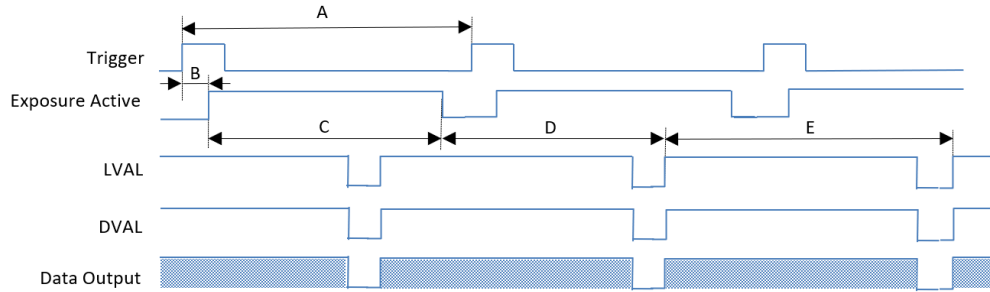 A
Trigger
B
Exposure Active
C
D
E
LVAL
DVAL
Data Output